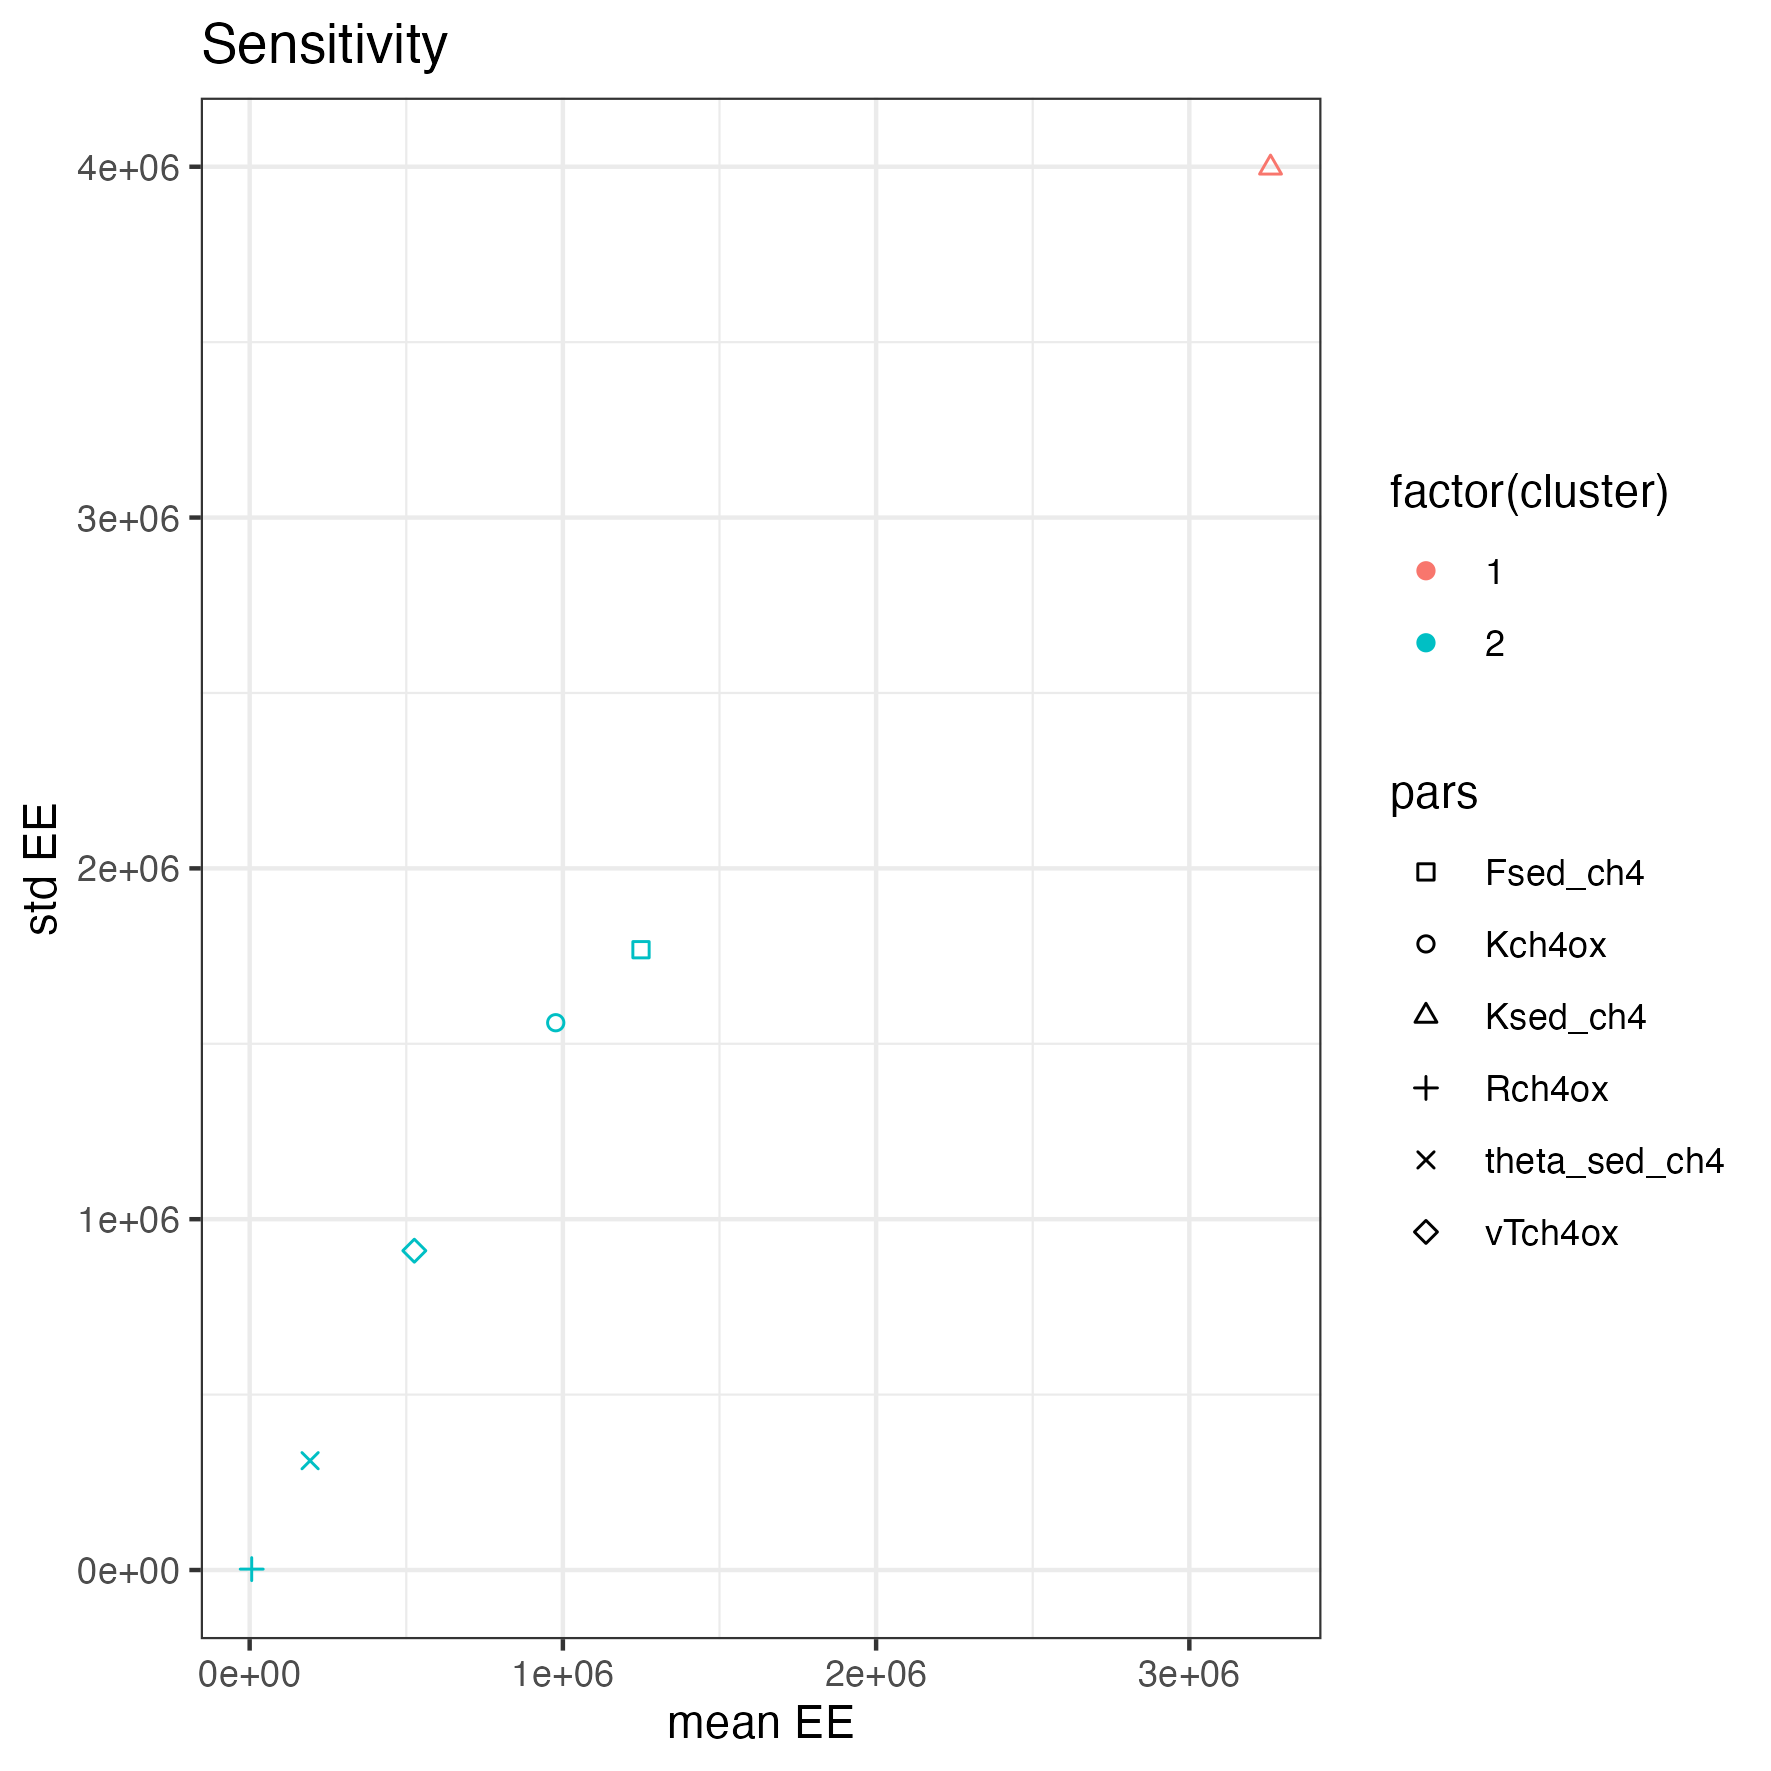 Sensitivity
4e+06
3e+06
2e+06
1e+06
0e+00
std EE
0e+00 1e+06 2e+06 3e+06
mean EE
factor(cluster)
1
2
pars
Fsed_ch4
Kch4ox
Ksed_ch4
Rch4ox
theta_sed_ch4
vTch4ox